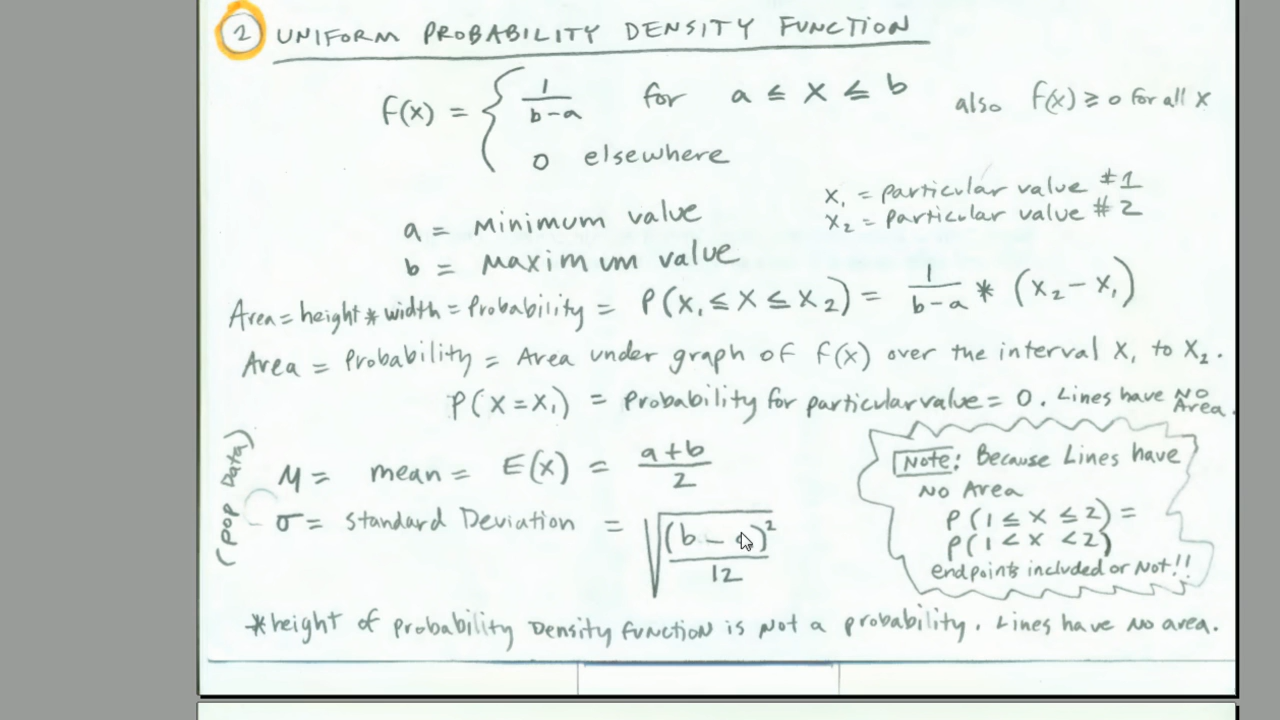 2 UNIFORM PROBABILITY DENSITY FUNCTION
f(x) = { 1/(b-a) for a ≤ X ≤ b also f(x) ≥ 0 for all X
0 elsewhere
a = Minimum value
b = Maximum value
X₁ = particular value #1
X₂ = particular value #2
Area = height * width = Probability = P(X₁ ≤ X ≤ X₂) = 1/(b-a) * (X₂ - X₁)
Area = Probability = Area under graph of f(x) over the interval X₁ to X₂.
P(X = X₁) = Probability for particular value = 0. Lines have NO Area.
(POP Data)
M = mean = E(x) = (a+b)/2
σ = Standard Deviation = √((b - )²/12)
Note: Because Lines have
NO Area
P(1 ≤ X ≤ 2) =
P(1 < X < 2)
endpoints included or Not!!
*height of probability Density function is Not a probability. Lines have No area.